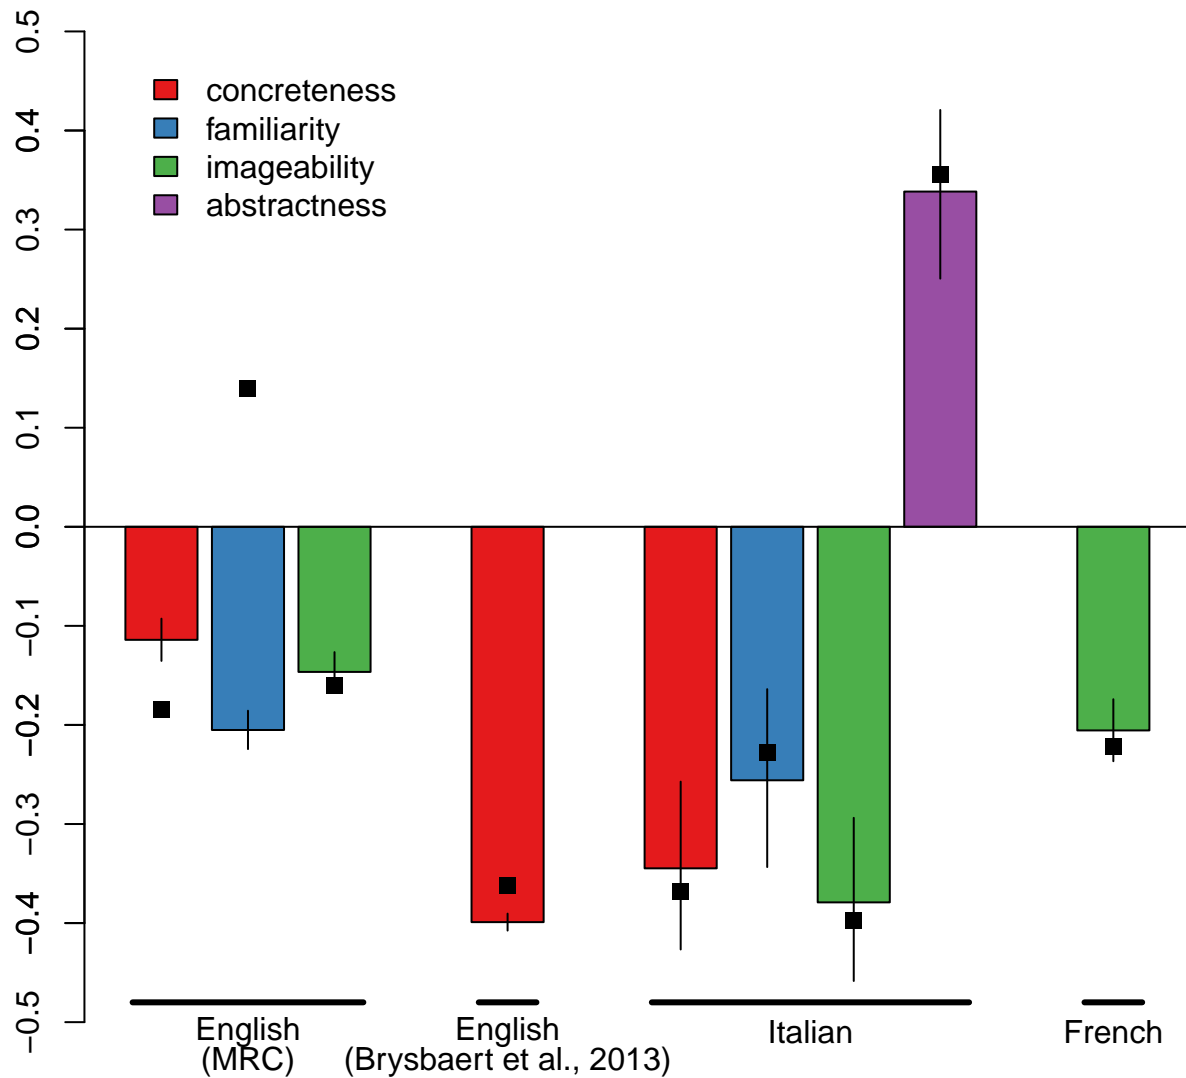 0.5
0.4
0.3
0.2
0.1
0.0
−0.1
−0.2
−0.3
−0.4
−0.5
concreteness
familiarity
imageability
abstractness
English
(MRC)
English
(Brysbaert et al., 2013)
Italian
French